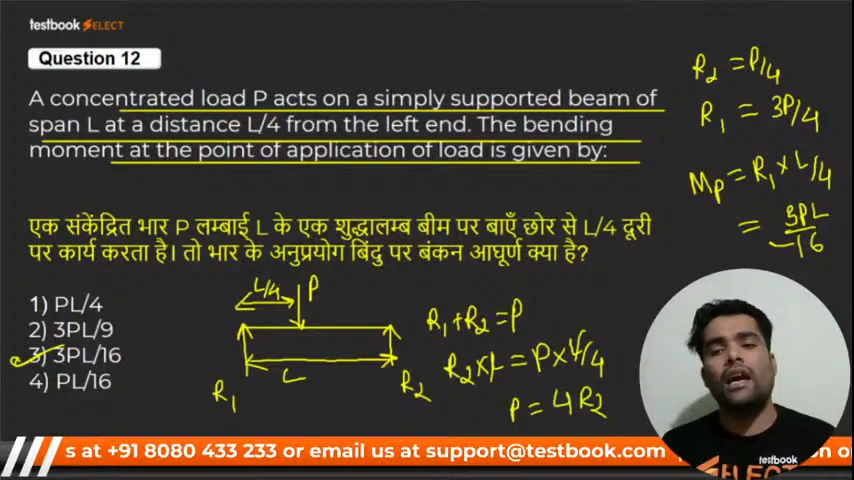 testbook SELECT
Question 12
A concentrated load P acts on a simply supported beam of
span L at a distance L/4 from the left end. The bending
moment at the point of application of load is given by:
एक संकेंद्रित भार P लम्बाई L के एक शुद्धालम्ब बीम पर बाएँ छोर से L/4 दूरी
पर कार्य करता है। तो भार के अनुप्रयोग बिंदु पर बंकन आघूर्ण क्या है?
1) PL/4
2) 3PL/9
3) 3PL/16
4) PL/16
L/4
P
L
R1
R2
R1+R2=P
R2×L = P×L/4
P = 4R2
R2 = P/4
R1 = 3P/4
MP = R1 × L/4
= 3PL/16
testbook
SELECT
s at +91 8080 433 233 or email us at support@testbook.com
on o